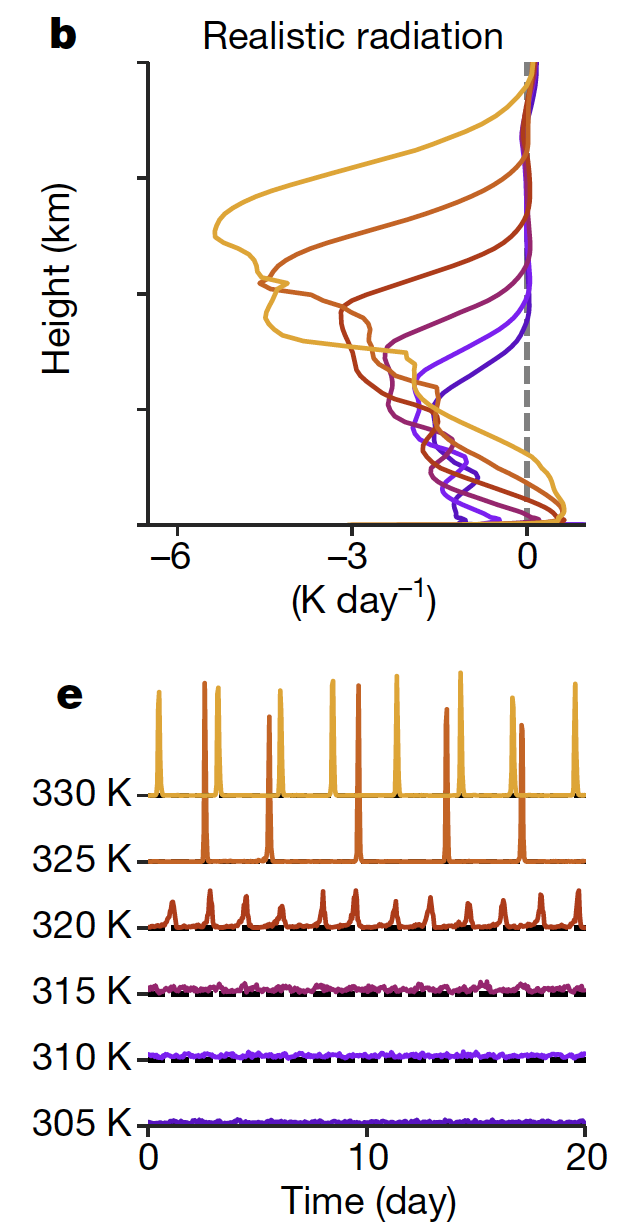 b Realistic radiation
Height (km)
−6 −3 0
(K day−1)
e
330 K
325 K
320 K
315 K
310 K
305 K
0 10 20
Time (day)